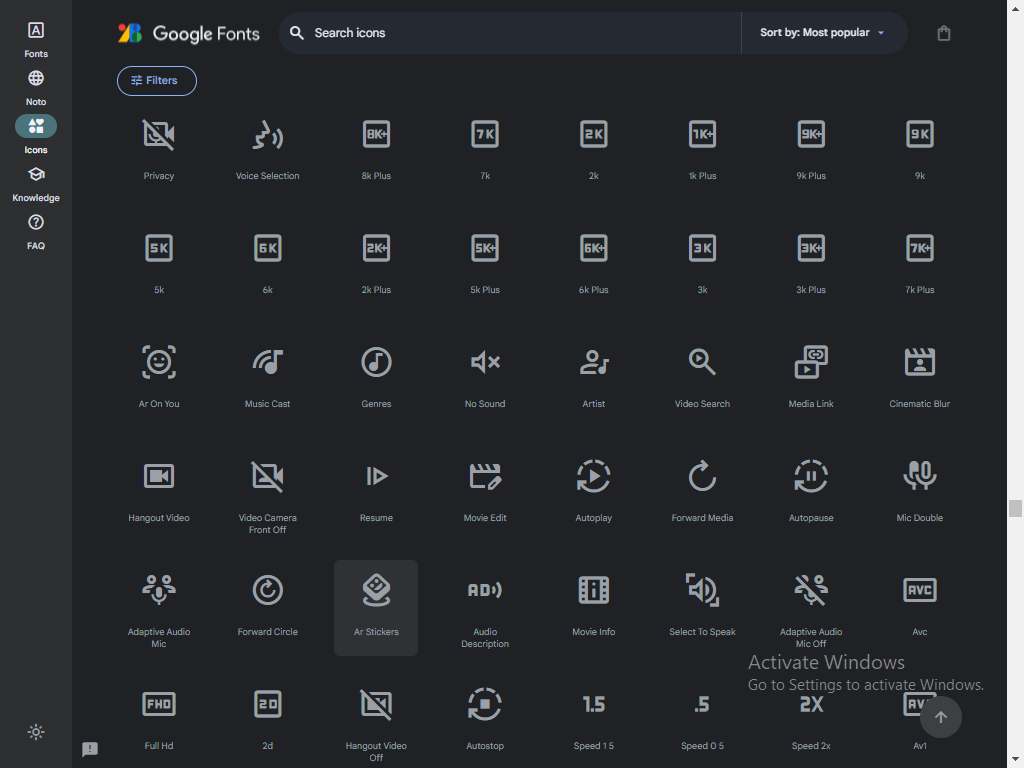 Google Fonts
Search icons
Sort by: Most popular
Fonts
Noto
Icons
Knowledge
FAQ
Filters
8K+
7K
2K
1K+
9K+
9K
Privacy
Voice Selection
8k Plus
7k
2k
1k Plus
9k Plus
9k
5K
6K
2K+
5K+
6K+
3K
3K+
7K+
5k
6k
2k Plus
5k Plus
6k Plus
3k
3k Plus
7k Plus
Ar On You
Music Cast
Genres
No Sound
Artist
Video Search
Media Link
Cinematic Blur
Hangout Video
Video Camera
Front Off
Resume
Movie Edit
Autoplay
Forward Media
Autopause
Mic Double
AD
AVC
Adaptive Audio
Mic
Forward Circle
Ar Stickers
Audio
Description
Movie Info
Select To Speak
Adaptive Audio
Mic Off
Avc
Activate Windows
Go to Settings to activate Windows.
FHD
2D
1.5
.5
2X
Full Hd
2d
Hangout Video
Off
Autostop
Speed 1 5
Speed 0 5
Speed 2x
Av1